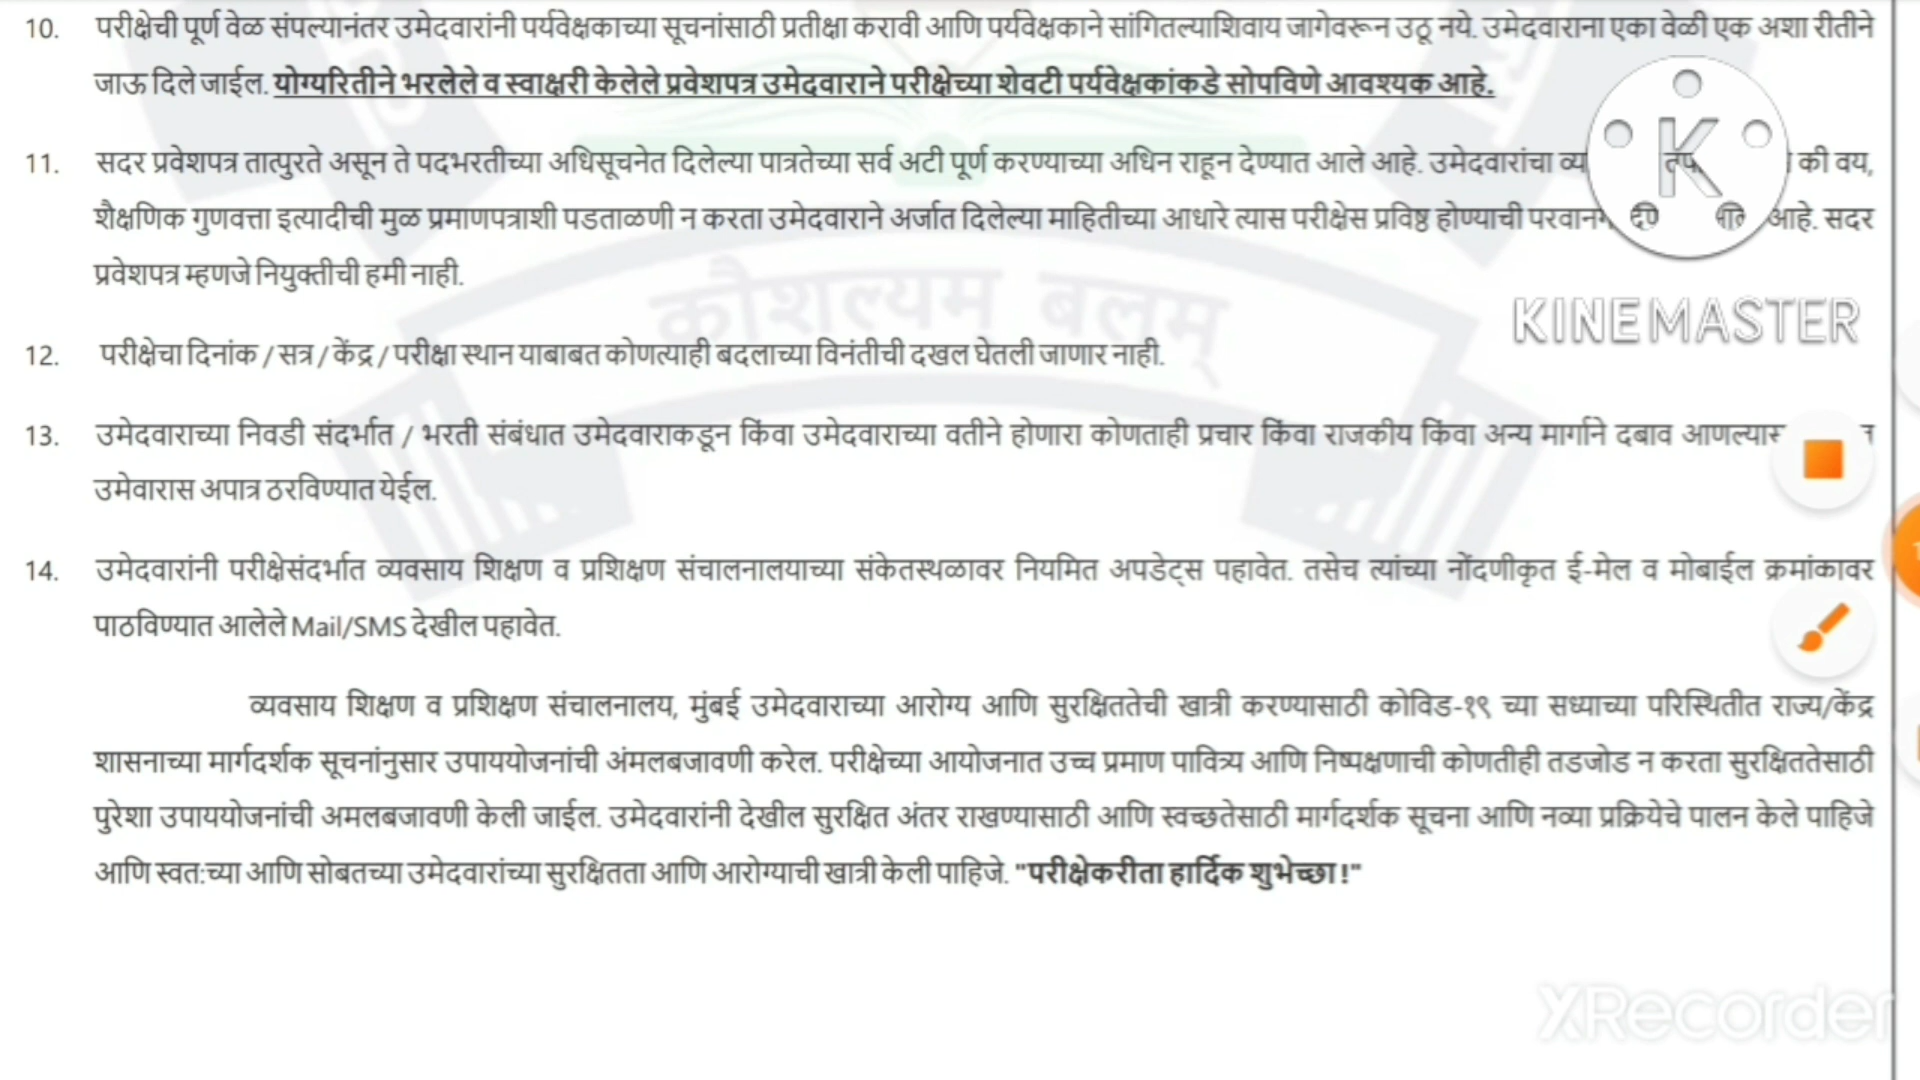 10. परीक्षेची पूर्ण वेळ संपल्यानंतर उमेदवारांनी पर्यवेक्षकाच्या सूचनांसाठी प्रतीक्षा करावी आणि पर्यवेक्षकाने सांगितल्याशिवाय जागेवरून उठू नये. उमेदवाराना एका वेळी एक अशा रीतीने
जाऊ दिले जाईल. योग्यरितीने भरलेले व स्वाक्षरी केलेले प्रवेशपत्र उमेदवाराने परीक्षेच्या शेवटी पर्यवेक्षकांकडे सोपविणे आवश्यक आहे.
11. सदर प्रवेशपत्र तात्पुरते असून ते पदभरतीच्या अधिसूचनेत दिलेल्या पात्रतेच्या सर्व अटी पूर्ण करण्याच्या अधिन राहून देण्यात आले आहे. उमेदवारांचा की वय,
शैक्षणिक गुणवत्ता इत्यादीची मुळ प्रमाणपत्राशी पडताळणी न करता उमेदवाराने अर्जात दिलेल्या माहितीच्या आधारे त्यास परीक्षेस प्रविष्ठ होण्याची आहे. सदर
प्रवेशपत्र म्हणजे नियुक्तीची हमी नाही.
K
KINEMASTER
कौशल्यम बलम्
12. परीक्षेचा दिनांक / सत्र / केंद्र / परीक्षा स्थान याबाबत कोणत्याही बदलाच्या विनंतीची दखल घेतली जाणार नाही.
13. उमेदवाराच्या निवडी संदर्भात / भरती संबंधात उमेदवाराकडून किंवा उमेदवाराच्या वतीने होणारा कोणताही प्रचार किंवा राजकीय किंवा अन्य मार्गाने दबाव
उमेवारास अपात्र ठरविण्यात येईल.
14. उमेदवारांनी परीक्षेसंदर्भात व्यवसाय शिक्षण व प्रशिक्षण संचालनालयाच्या संकेतस्थळावर नियमित अपडेट्स पहावेत. तसेच त्यांच्या नोंदणीकृत ई-मेल व मोबाईल क्रमांकावर
पाठविण्यात आलेले Mail/SMS देखील पहावेत.
व्यवसाय शिक्षण व प्रशिक्षण संचालनालय, मुंबई उमेदवाराच्या आरोग्य आणि सुरक्षिततेची खात्री करण्यासाठी कोविड-१९ च्या सध्याच्या परिस्थितीत राज्य/केंद्र
शासनाच्या मार्गदर्शक सूचनांनुसार उपाययोजनांची अंमलबजावणी करेल. परीक्षेच्या आयोजनात उच्च प्रमाण पावित्र्य आणि निष्पक्षणाची कोणतीही तडजोड न करता सुरक्षिततेसाठी
पुरेशा उपाययोजनांची अमलबजावणी केली जाईल. उमेदवारांनी देखील सुरक्षित अंतर राखण्यासाठी आणि स्वच्छतेसाठी मार्गदर्शक सूचना आणि नव्या प्रक्रियेचे पालन केले पाहिजे
आणि स्वत:च्या आणि सोबतच्या उमेदवारांच्या सुरक्षितता आणि आरोग्याची खात्री केली पाहिजे. "परीक्षेकरीता हार्दिक शुभेच्छा!"
XRecorder